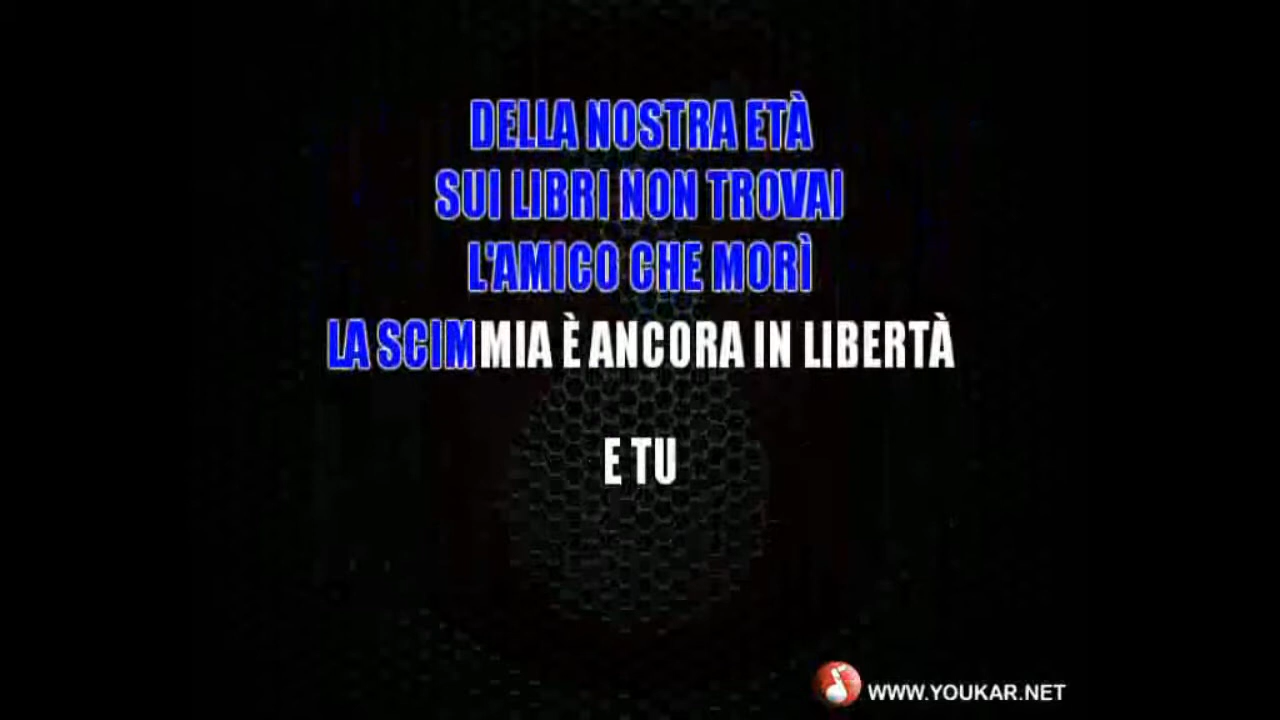 DELLA NOSTRA ETÀ
SUI LIBRI NON TROVAI
L'AMICO CHE MORÌ
LA SCIMMIA È ANCORA IN LIBERTÀ
E TU
WWW.YOUKAR.NET